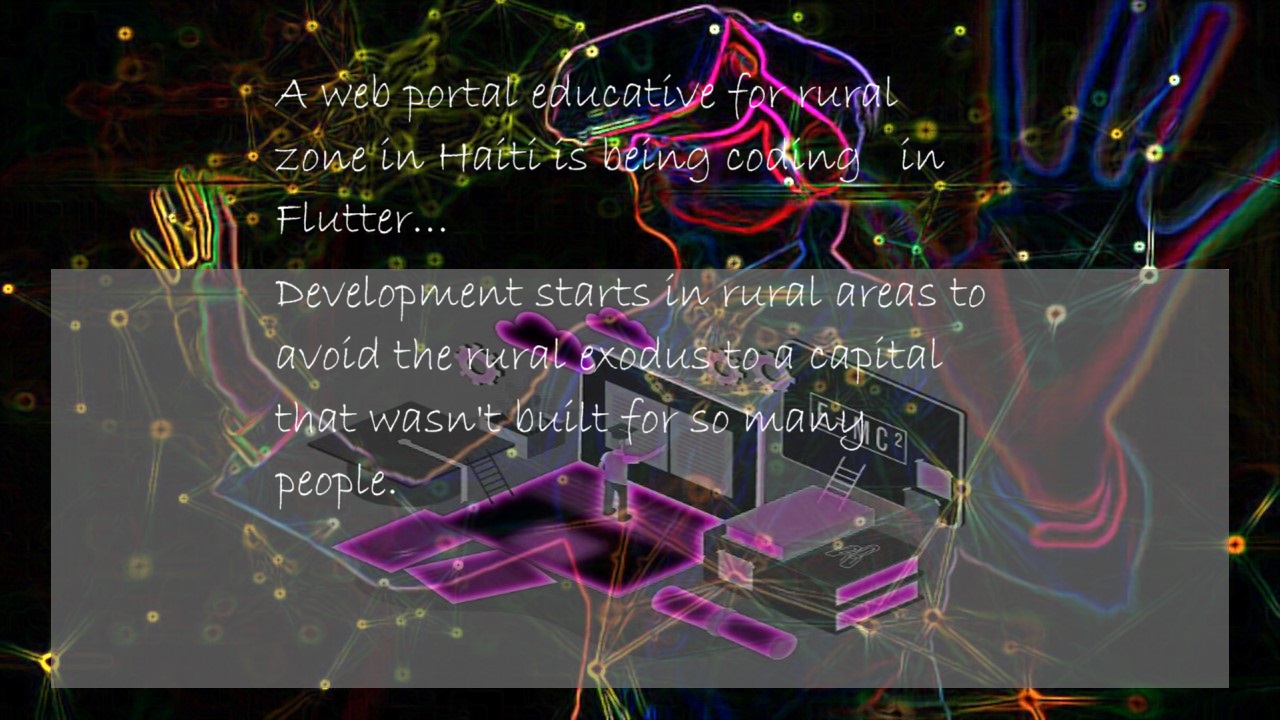 A web portal educative for rural
zone in Haiti is being coding in
Flutter...
Development starts in rural areas to
avoid the rural exodus to a capital
that wasn't built for so many
people.
MC²